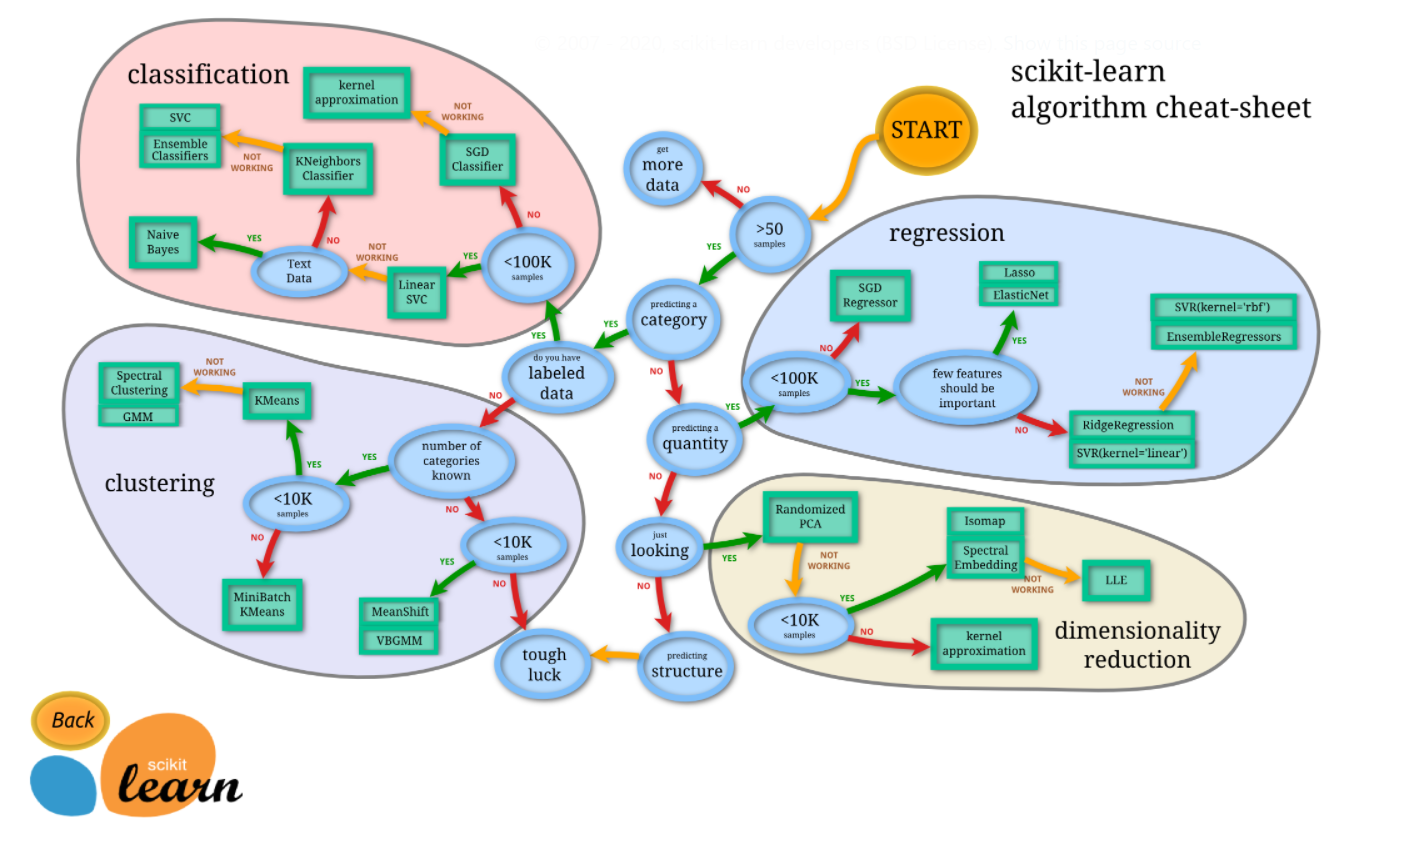 scikit-learn
algorithm cheat-sheet
START
get
more
data
NO
>50
samples
YES
predicting a
category
YES
NO
do you have
labeled
data
YES
NO
predicting a
quantity
YES
NO
just
looking
YES
NO
predicting
structure
tough
luck
classification
kernel
approximation
NOT
WORKING
SGD
Classifier
NO
<100K
samples
YES
Linear
SVC
NOT
WORKING
Text
Data
YES
NO
Naive
Bayes
KNeighbors
Classifier
NOT
WORKING
SVC
Ensemble
Classifiers
regression
<100K
samples
NO
SGD
Regressor
YES
few features
should be
important
YES
Lasso
ElasticNet
NO
RidgeRegression
SVR(kernel='linear')
NOT
WORKING
SVR(kernel='rbf')
EnsembleRegressors
clustering
number of
categories
known
YES
NO
<10K
samples
YES
KMeans
NOT
WORKING
Spectral
Clustering
GMM
NO
MiniBatch
KMeans
<10K
samples
YES
MeanShift
VBGMM
NO
dimensionality
reduction
Randomized
PCA
NOT
WORKING
<10K
samples
YES
Isomap
Spectral
Embedding
NOT
WORKING
LLE
NO
kernel
approximation
Back
scikit
learn